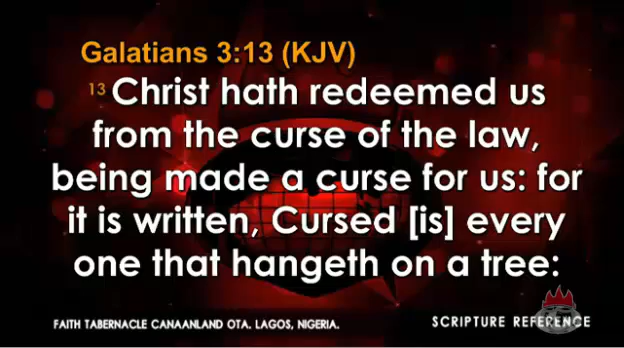 Galatians 3:13 (KJV)
13 Christ hath redeemed us
from the curse of the law,
being made a curse for us: for
it is written, Cursed [is] every
one that hangeth on a tree:
FAITH TABERNACLE CANAANLAND OTA. LAGOS, NIGERIA.
SCRIPTURE REFERENCE